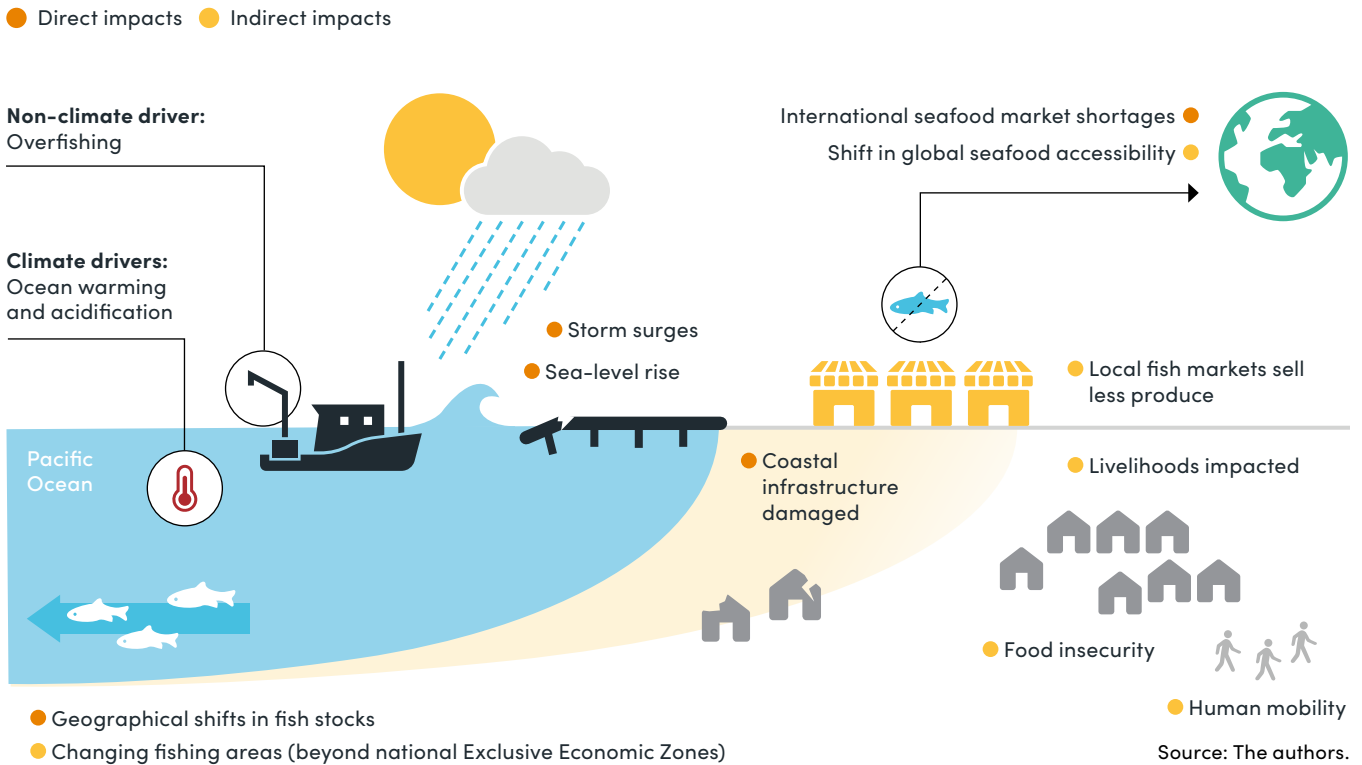 Direct impacts
Indirect impacts
Non-climate driver:
Overfishing
Climate drivers:
Ocean warming
and acidification
International seafood market shortages
Shift in global seafood accessibility
Storm surges
Sea-level rise
Local fish markets sell
less produce
Pacific
Ocean
Coastal
infrastructure
damaged
Livelihoods impacted
Food insecurity
Human mobility
Geographical shifts in fish stocks
Changing fishing areas (beyond national Exclusive Economic Zones)
Source: The authors.